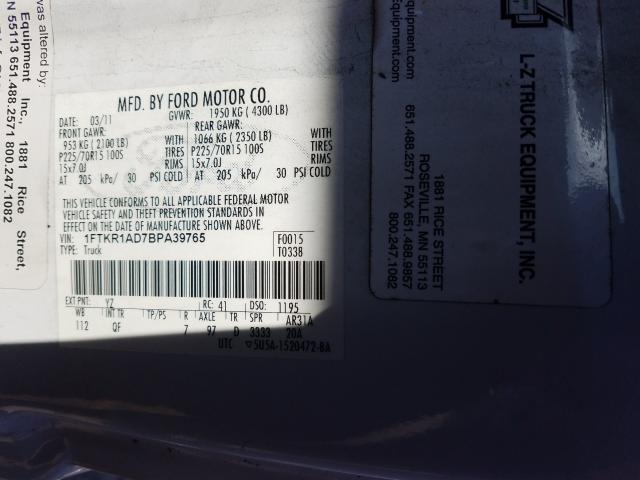 was altered by:
Equipment Inc., 1881 Rice Street,
N 55113 651.488.2571 800.247.1082
MFD. BY FORD MOTOR CO.
DATE: 03/11 GVWR: 1950 KG ( 4300 LB)
FRONT GAWR: REAR GAWR:
953 KG ( 2100 LB) WITH 1066 KG ( 2350 LB) WITH
P225/70R15 100S TIRES P225/70R15 100S TIRES
15x7.0J RIMS 15x7.0J RIMS
AT 205 kPa/ 30 PSI COLD AT 205 kPa/ 30 PSI COLD
THIS VEHICLE CONFORMS TO ALL APPLICABLE FEDERAL MOTOR
VEHICLE SAFETY AND THEFT PREVENTION STANDARDS IN
EFFECT ON THE DATE OF MANUFACTURE SHOWN ABOVE.
VIN: 1FTKR1AD7BPA39765 F0015
TYPE: Truck T0338
EXT PNT: YZ RC: 41 DSO: 1195
WB INT TR TP/PS R AXLE TR SPR AR31A
112 QF 7 97 D 3333 20A
UTC ▽5U5A-1520472-BA
L-Z TRUCK EQUIPMENT, INC.
1881 RICE STREET
ROSEVILLE, MN 55113
651.488.2571 FAX 651.488.9857
800.247.1082